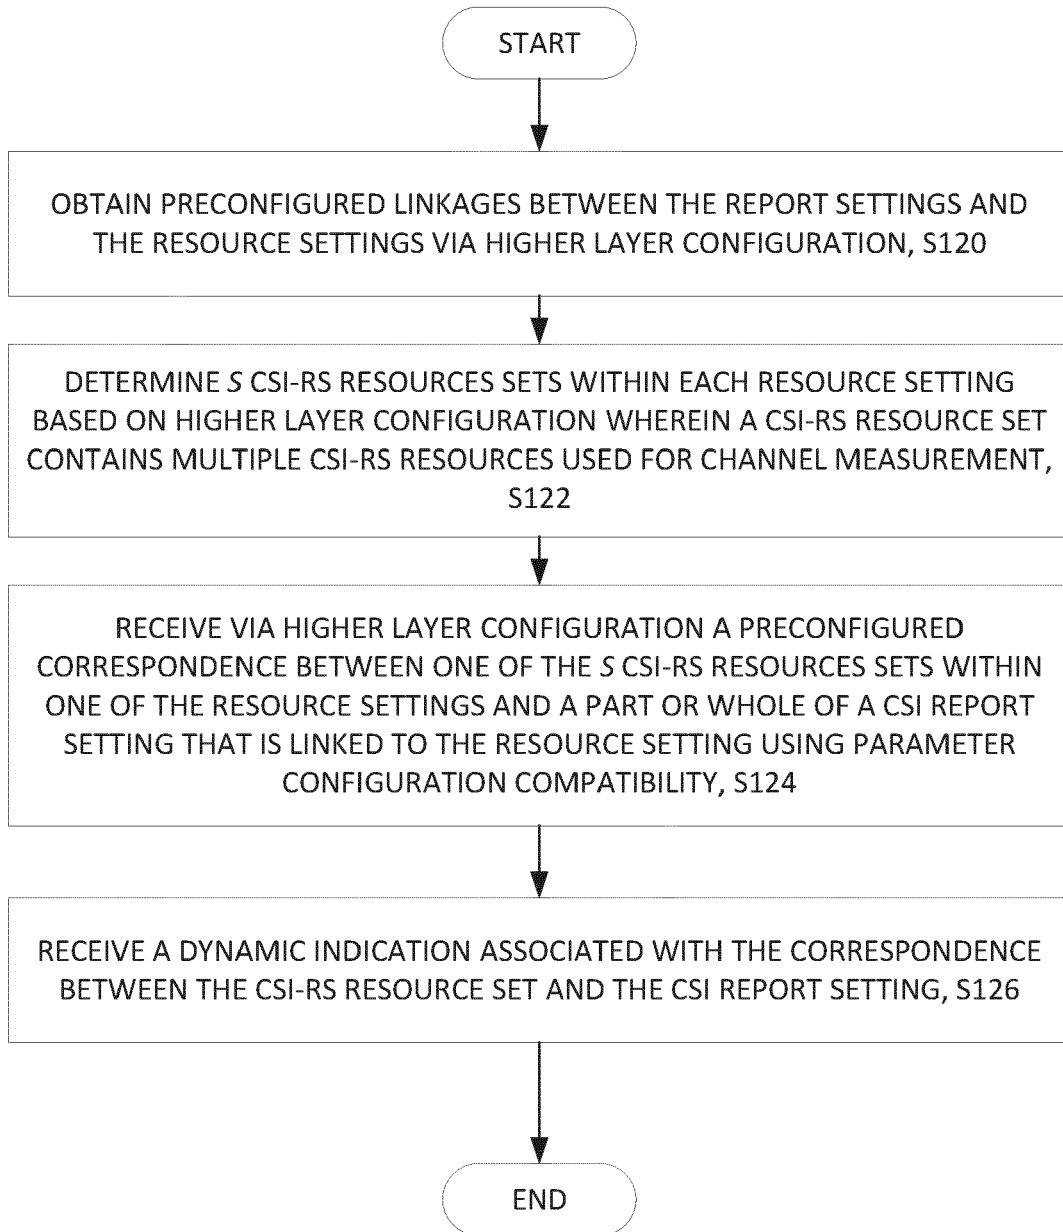 START
OBTAIN PRECONFIGURED LINKAGES BETWEEN THE REPORT SETTINGS AND
THE RESOURCE SETTINGS VIA HIGHER LAYER CONFIGURATION, S120
DETERMINE S CSI-RS RESOURCES SETS WITHIN EACH RESOURCE SETTING
BASED ON HIGHER LAYER CONFIGURATION WHEREIN A CSI-RS RESOURCE SET
CONTAINS MULTIPLE CSI-RS RESOURCES USED FOR CHANNEL MEASUREMENT,
S122
RECEIVE VIA HIGHER LAYER CONFIGURATION A PRECONFIGURED
CORRESPONDENCE BETWEEN ONE OF THE S CSI-RS RESOURCES SETS WITHIN
ONE OF THE RESOURCE SETTINGS AND A PART OR WHOLE OF A CSI REPORT
SETTING THAT IS LINKED TO THE RESOURCE SETTING USING PARAMETER
CONFIGURATION COMPATIBILITY, S124
RECEIVE A DYNAMIC INDICATION ASSOCIATED WITH THE CORRESPONDENCE
BETWEEN THE CSI-RS RESOURCE SET AND THE CSI REPORT SETTING, S126
END